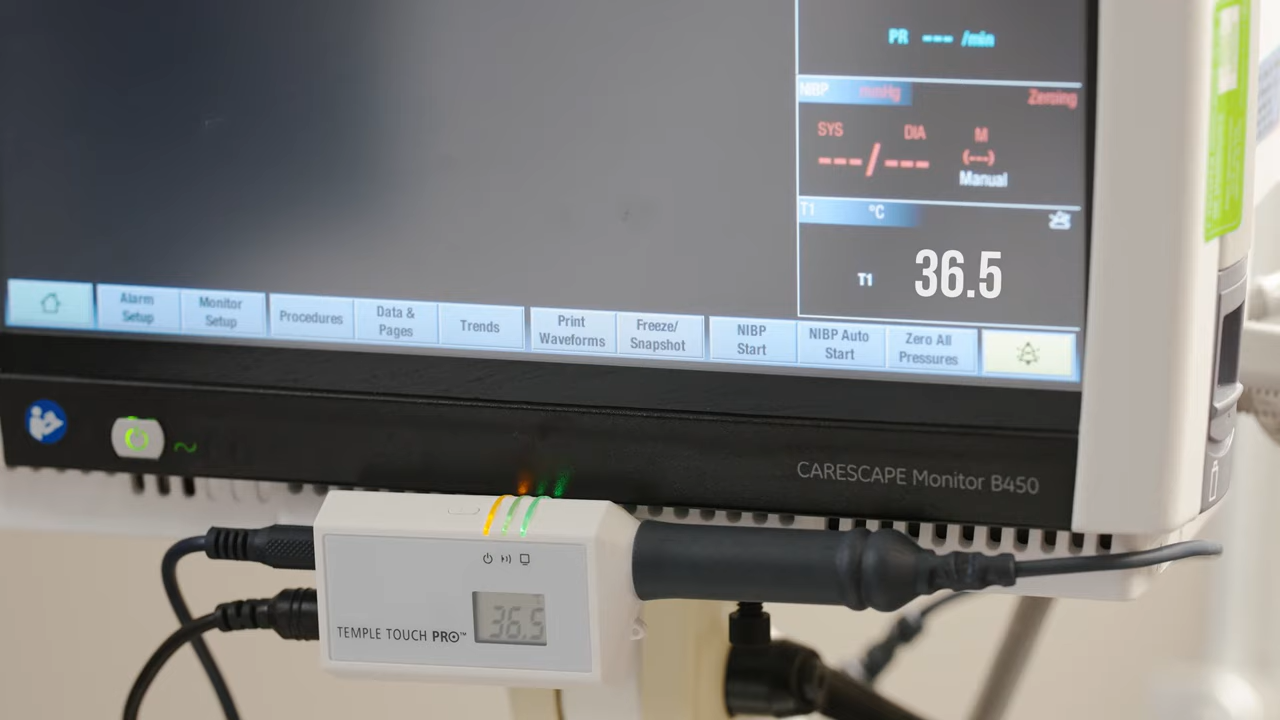 PR --- /min
NIBP mmHg Zeroing
SYS DIA M
---/--- (---)
Manual
T1 °C
T1 36.5
Alarm Setup
Monitor Setup
Procedures
Data & Pages
Trends
Print Waveforms
Freeze/ Snapshot
NIBP Start
NIBP Auto Start
Zero All Pressures
CARESCAPE Monitor B450
36.5
TEMPLE TOUCH PRO™